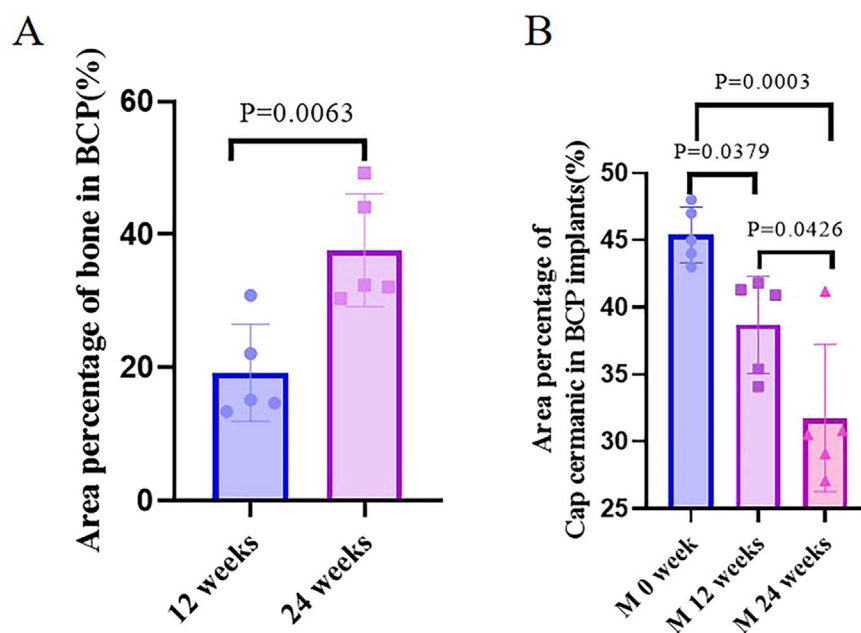 A
Area percentage of bone in BCP(%)
60
40
20
0
P=0.0063
12 weeks
24 weeks
B
Area percentage of
Cap cermanic in BCP implants(%)
50
45
40
35
30
25
P=0.0003
P=0.0379
P=0.0426
M 0 week
M 12 weeks
M 24 weeks